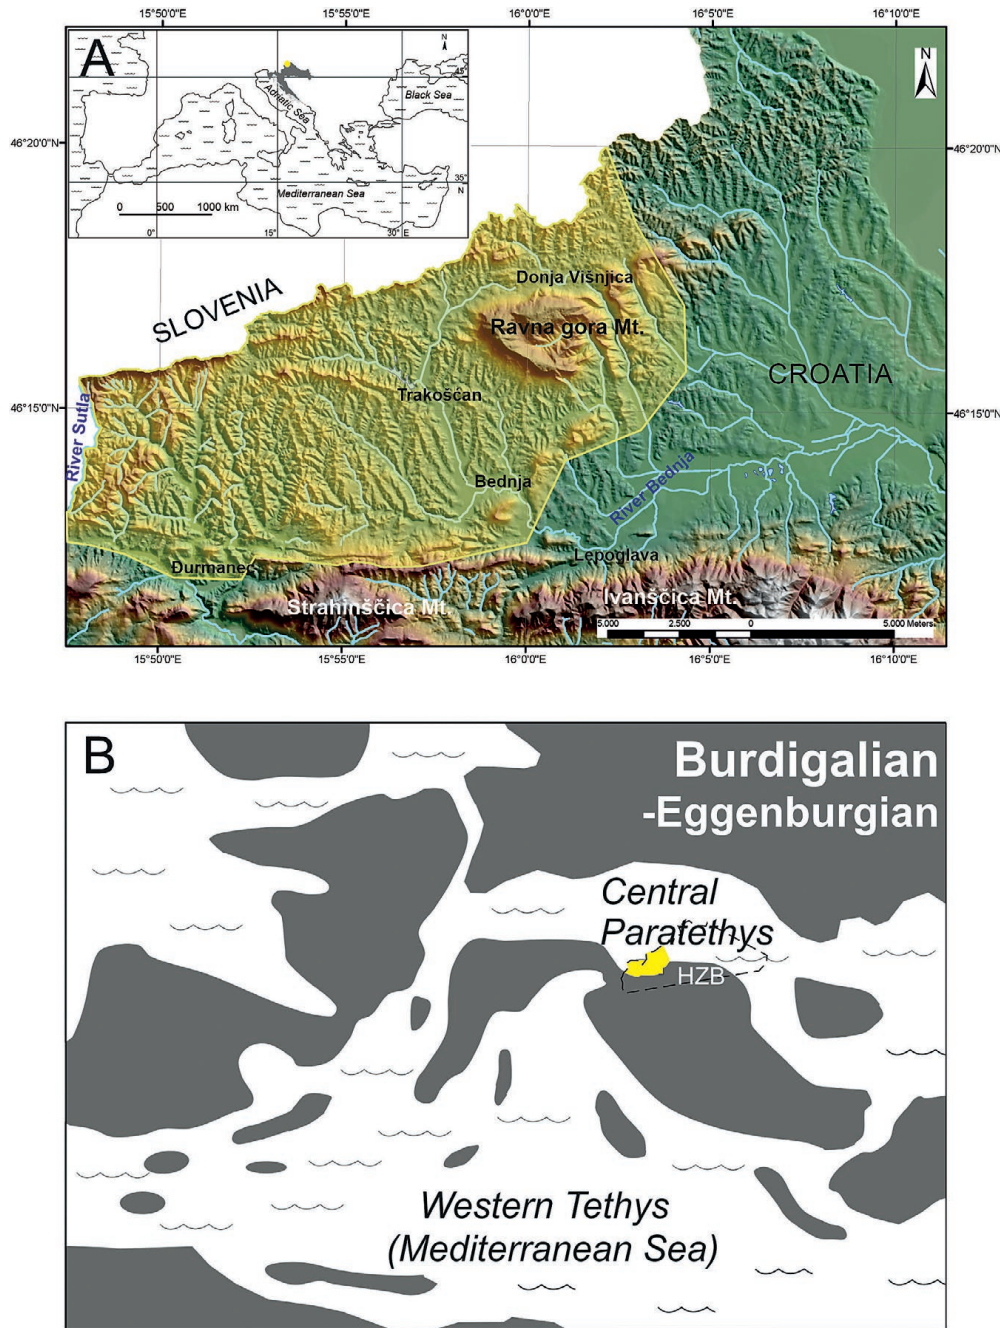 15°50'0"E
15°55'0"E
16°0'0"E
16°5'0"E
16°10'0"E
A
N
45°
Adriatic Sea
Black Sea
35°
N
Mediterranean Sea
0 500 1000 km
0°
15°
30° E
N
46°20'0"N
46°20'0"N
SLOVENIA
Donja Višnjica
Ravna gora Mt.
CROATIA
Trakošćan
46°15'0"N
46°15'0"N
River Sutla
Bednja
River Bednja
Lepoglava
Đurmanec
Strahinščica Mt.
Ivanščica Mt.
5.000 2.500 0 5.000 Meters
15°50'0"E
15°55'0"E
16°0'0"E
16°5'0"E
16°10'0"E
B
Burdigalian
-Eggenburgian
Central
Paratethys
HZB
Western Tethys
(Mediterranean Sea)